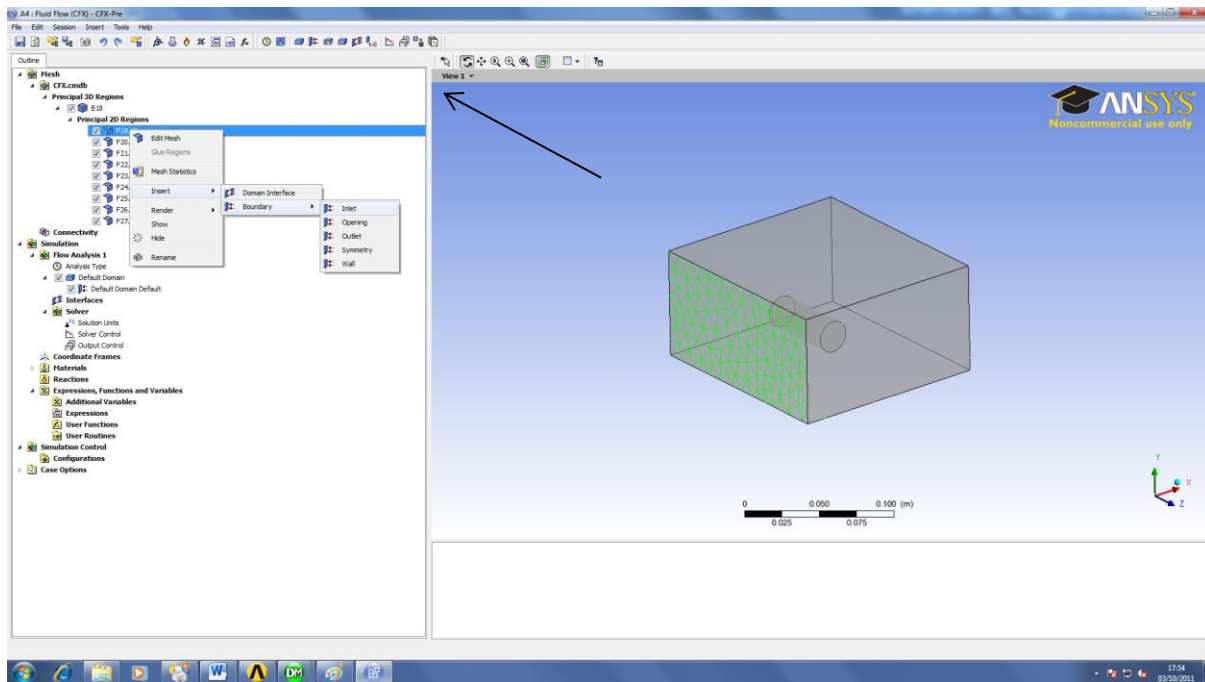 A4 : Fluid Flow (CFX) - CFX-Pre
File Edit Session Insert Tools Help
Outline
Mesh
CFX.cmdb
Principal 3D Regions
B18
Principal 2D Regions
F19.
F20.
F21.
F22.
F23.
F24.
F25.
F26.
F27.
Connectivity
Simulation
Flow Analysis 1
Analysis Type
Default Domain
Default Domain Default
Interfaces
Solver
Solution Units
Solver Control
Output Control
Coordinate Frames
Materials
Reactions
Expressions, Functions and Variables
Additional Variables
Expressions
User Functions
User Routines
Simulation Control
Configurations
Case Options
Edit Mesh
Glue Regions
Mesh Statistics
Insert
Render
Show
Hide
Rename
Domain Interface
Boundary
Inlet
Opening
Outlet
Symmetry
Wall
View 1
ANSYS
Noncommercial use only
0 0.050 0.100 (m)
0.025 0.075
Y
X
Z
W
DM
17:54
03/10/2011